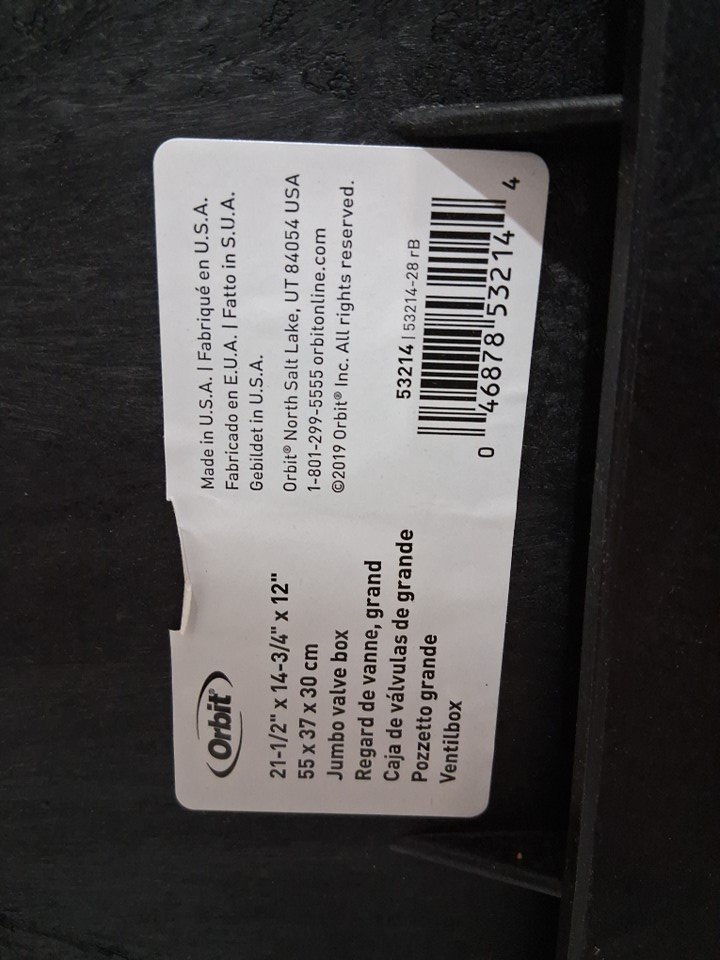 Orbit®
21-1/2" x 14-3/4" x 12"
55 x 37 x 30 cm
Jumbo valve box
Regard de vanne, grand
Caja de válvulas de grande
Pozzetto grande
Ventilbox
Made in U.S.A. | Fabriqué en U.S.A.
Fabricado en E.U.A. | Fatto in S.U.A.
Gebildet in U.S.A.
Orbit® North Salt Lake, UT 84054 USA
1-801-299-5555 orbitonline.com
©2019 Orbit® Inc. All rights reserved.
53214 | 53214-28 rB
0 46878 53214 4